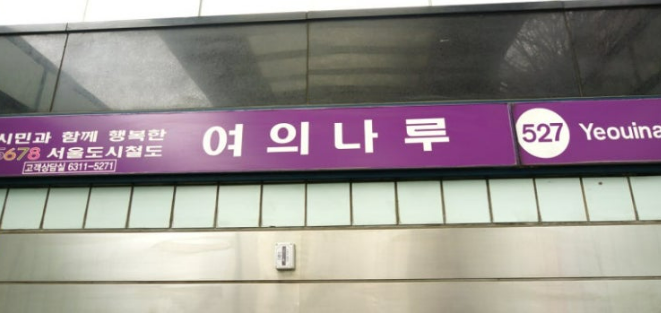 시민과 함께 행복한
5678 서울도시철도
고객상담실 6311-5271
여의나루
527 Yeouina